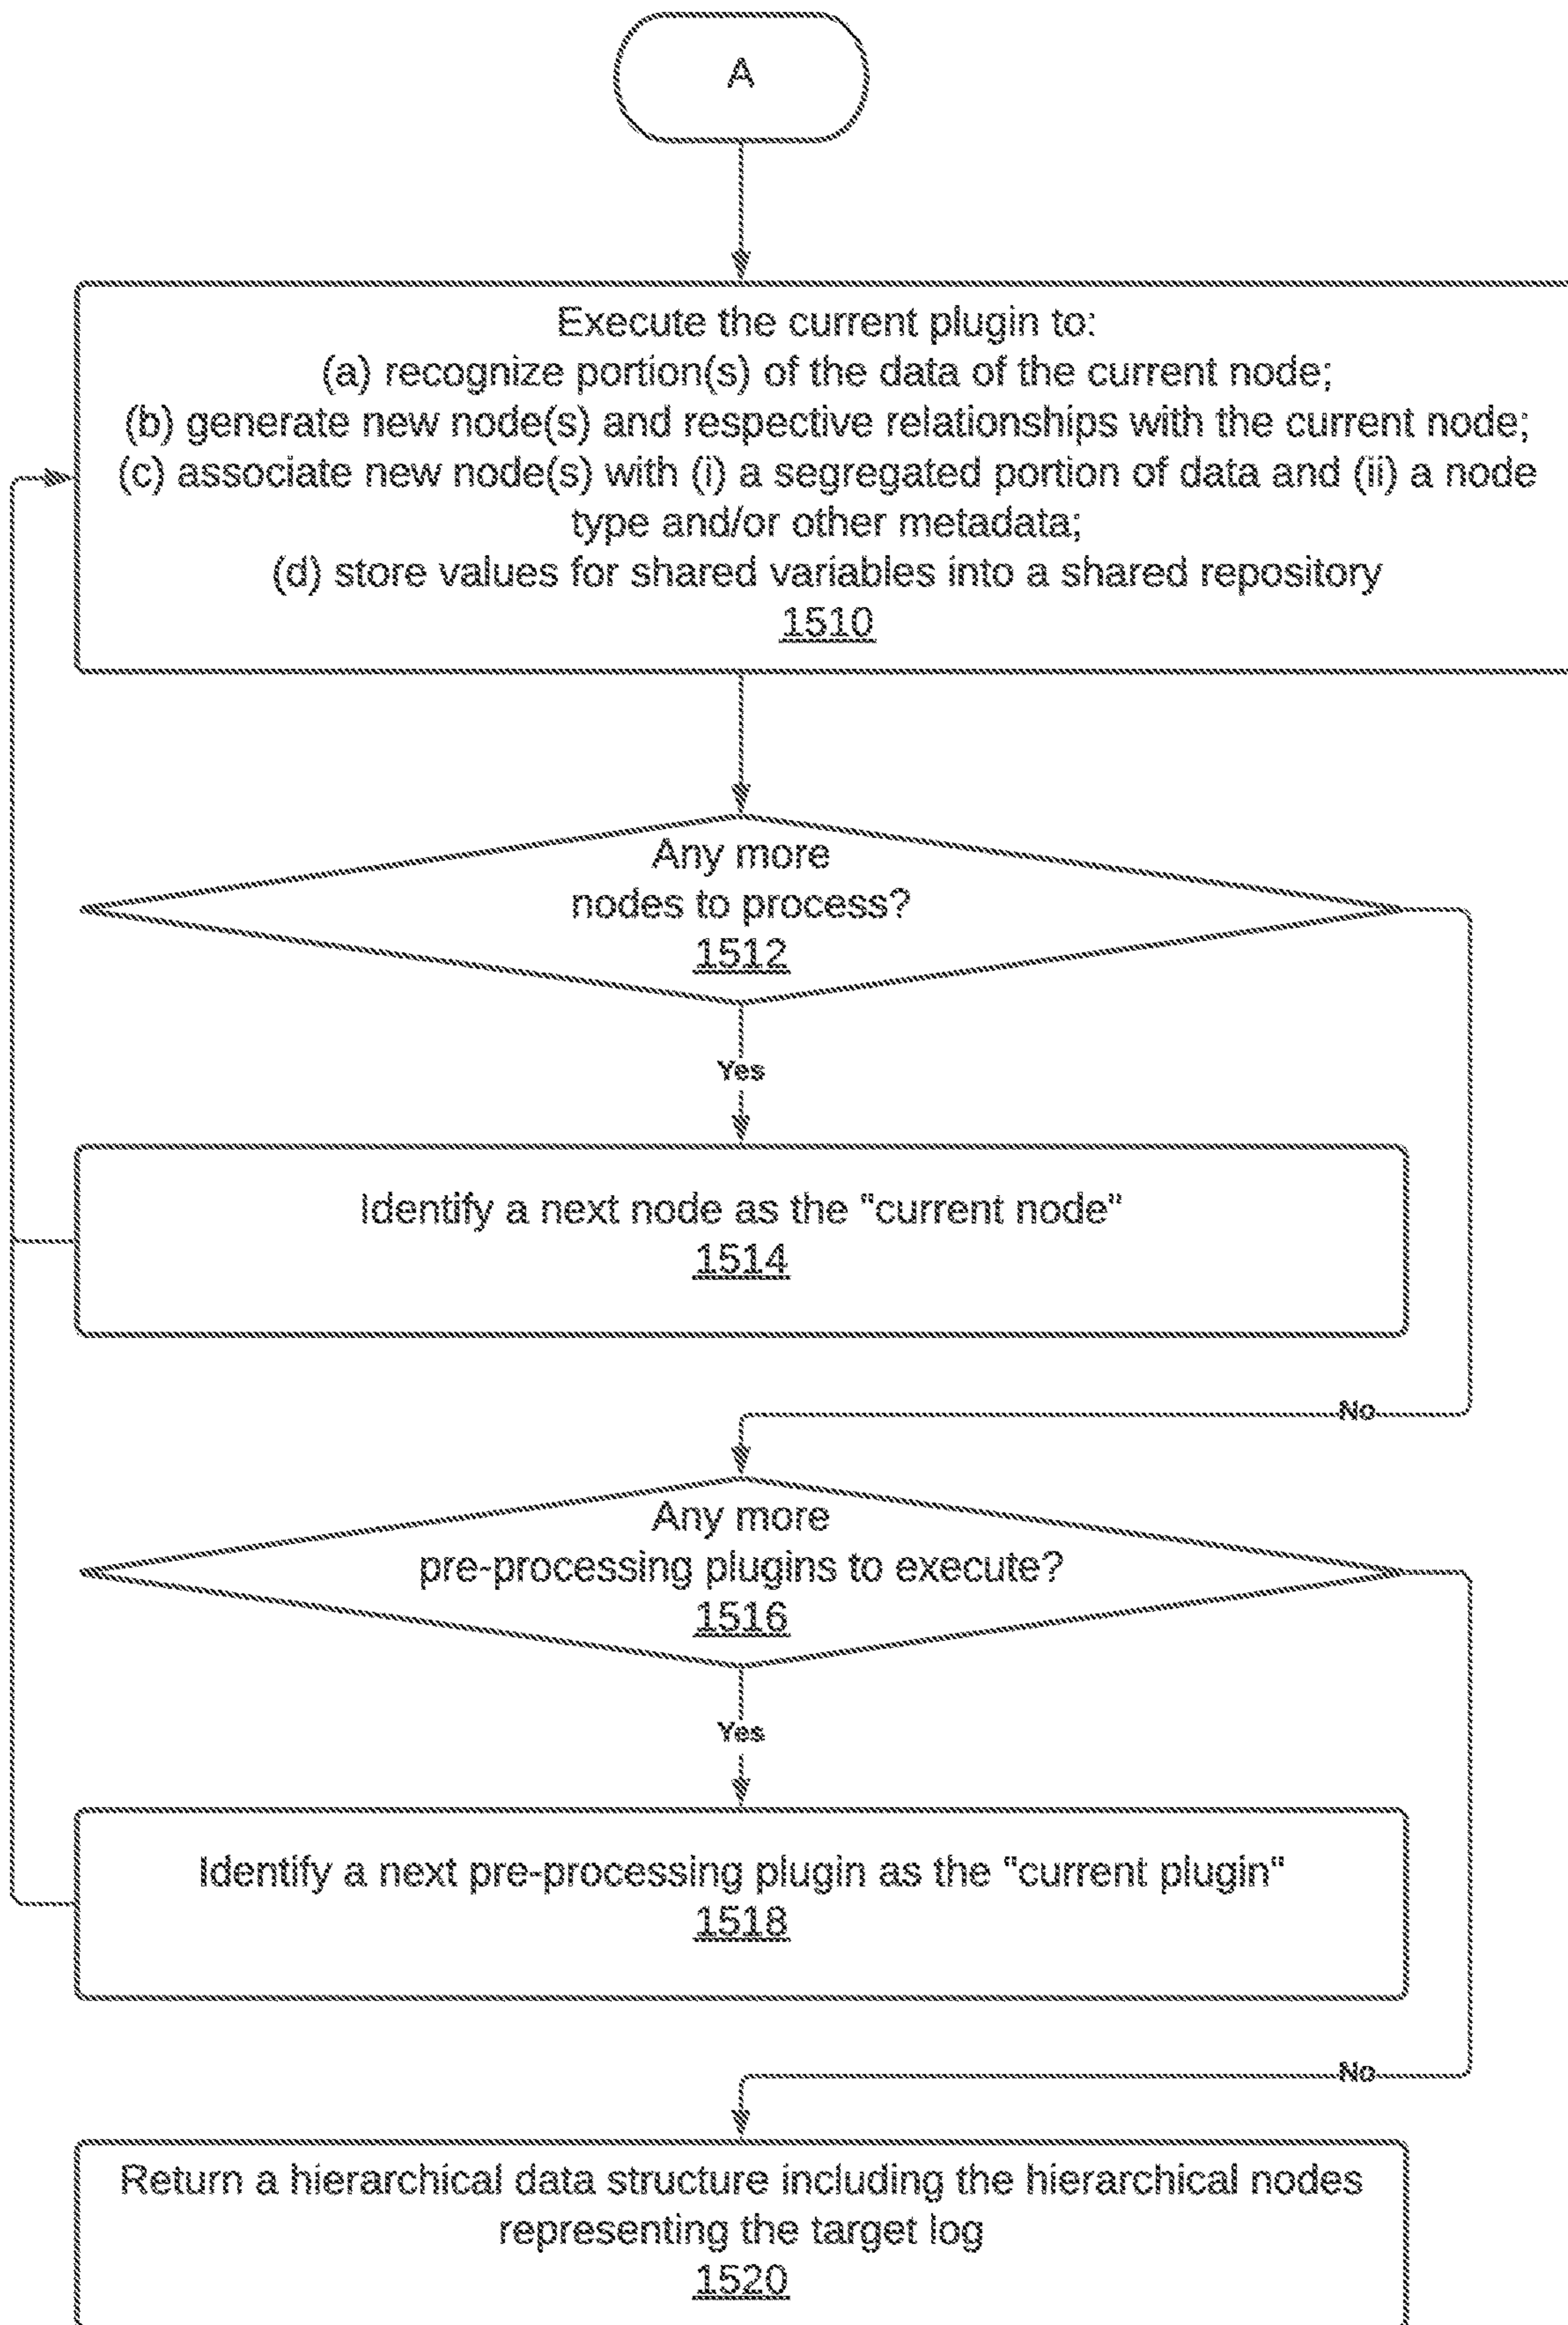 A
Execute the current plugin to:
(a) recognize portion(s) of the data of the current node;
(b) generate new node(s) and respective relationships with the current node;
(c) associate new node(s) with (i) a segregated portion of data and (ii) a node
type and/or other metadada;
(d) store values for shared variables into a shared repository
1510
Any more
nodes to process?
1512
Yes
Identify a next node as the "current node"
1514
No
Any more
pre-processing plugins to execute?
1516
Yes
Identify a next pre-processing plugin as the "current plugin"
1518
No
Return a hierarchical data structure including the hierarchical nodes
representing the target log
1520